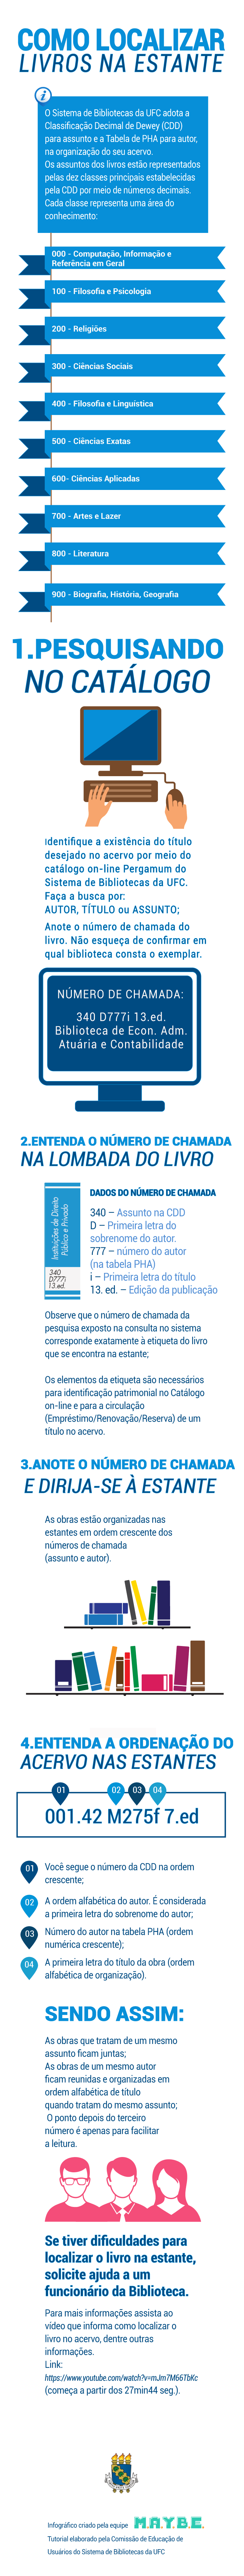 COMO LOCALIZAR
LIVROS NA ESTANTE
i
O Sistema de Bibliotecas da UFC adota a
Classificação Decimal de Dewey (CDD)
para assunto e a Tabela de PHA para autor,
na organização do seu acervo.
Os assuntos dos livros estão representados
pelas dez classes principais estabelecidas
pela CDD por meio de números decimais.
Cada classe representa uma área do
conhecimento:
000 - Computação, Informação e
Referência em Geral
100 - Filosofia e Psicologia
200 - Religiões
300 - Ciências Sociais
400 - Filosofia e Linguística
500 - Ciências Exatas
600- Ciências Aplicadas
700 - Artes e Lazer
800 - Literatura
900 - Biografia, História, Geografia
1.PESQUISANDO
NO CATÁLOGO
Identifique a existência do título
desejado no acervo por meio do
catálogo on-line Pergamum do
Sistema de Bibliotecas da UFC.
Faça a busca por:
AUTOR, TÍTULO ou ASSUNTO;
Anote o número de chamada do
livro. Não esqueça de confirmar em
qual biblioteca consta o exemplar.
NÚMERO DE CHAMADA:
340 D777i 13.ed.
Biblioteca de Econ. Adm.
Atuária e Contabilidade
2.ENTENDA O NÚMERO DE CHAMADA
NA LOMBADA DO LIVRO
Instituições de Direito
Público e Privado
340
D777i
13.ed.
DADOS DO NÚMERO DE CHAMADA
340 – Assunto na CDD
D – Primeira letra do
sobrenome do autor.
777 – número do autor
(na tabela PHA)
i – Primeira letra do título
13. ed. – Edição da publicação
Observe que o número de chamada da
pesquisa exposto na consulta no sistema
corresponde exatamente à etiqueta do livro
que se encontra na estante;
Os elementos da etiqueta são necessários
para identificação patrimonial no Catálogo
on-line e para a circulação
(Empréstimo/Renovação/Reserva) de um
título no acervo.
3.ANOTE O NÚMERO DE CHAMADA
E DIRIJA-SE À ESTANTE
As obras estão organizadas nas
estantes em ordem crescente dos
números de chamada
(assunto e autor).
4.ENTENDA A ORDENAÇÃO DO
ACERVO NAS ESTANTES
01 02 03 04
001.42 M275f 7.ed
01 Você segue o número da CDD na ordem
crescente;
02 A ordem alfabética do autor. É considerada
a primeira letra do sobrenome do autor;
03 Número do autor na tabela PHA (ordem
numérica crescente);
04 A primeira letra do título da obra (ordem
alfabética de organização).
SENDO ASSIM:
As obras que tratam de um mesmo
assunto ficam juntas;
As obras de um mesmo autor
ficam reunidas e organizadas em
ordem alfabética de título
quando tratam do mesmo assunto;
O ponto depois do terceiro
número é apenas para facilitar
a leitura.
Se tiver dificuldades para
localizar o livro na estante,
solicite ajuda a um
funcionário da Biblioteca.
Para mais informações assista ao
vídeo que informa como localizar o
livro no acervo, dentre outras
informações.
Link:
https://www.youtube.com/watch?v=mJm7M66TbKc
(começa a partir dos 27min44 seg.).
Infográfico criado pela equipe M.A.Y.B.E.
Tutorial elaborado pela Comissão de Educação de
Usuários do Sistema de Bibliotecas da UFC